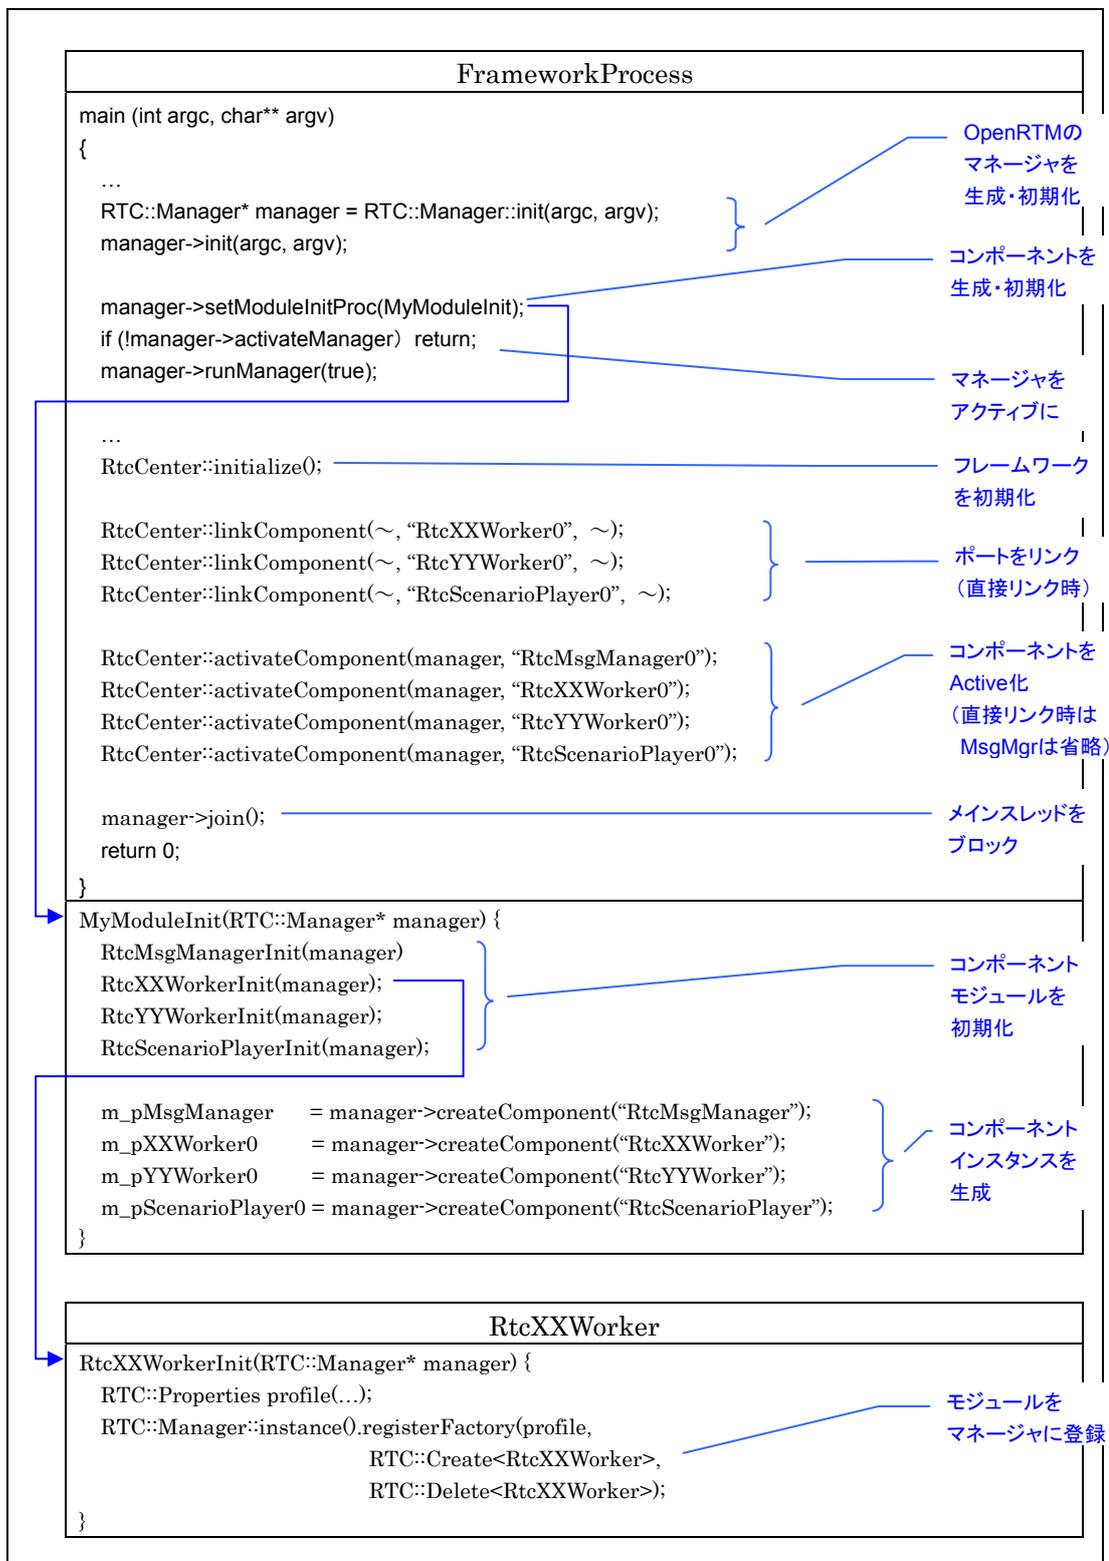 FrameworkProcess
main (int argc, char** argv)
{
…
RTC::Manager* manager = RTC::Manager::init(argc, argv);
manager->init(argc, argv);
manager->setModuleInitProc(MyModuleInit);
if (!manager->activateManager） return;
manager->runManager(true);
…
RtcCenter::initialize();
RtcCenter::linkComponent(～, “RtcXXWorker0”, ～);
RtcCenter::linkComponent(～, “RtcYYWorker0”, ～);
RtcCenter::linkComponent(～, “RtcScenarioPlayer0”, ～);
RtcCenter::activateComponent(manager, “RtcMsgManager0”);
RtcCenter::activateComponent(manager, “RtcXXWorker0”);
RtcCenter::activateComponent(manager, “RtcYYWorker0”);
RtcCenter::activateComponent(manager, “RtcScenarioPlayer0”);
manager->join();
return 0;
}
OpenRTMの
マネージャを
生成・初期化
コンポーネントを
生成・初期化
マネージャを
アクティブに
フレームワーク
を初期化
ポートをリンク
（直接リンク時）
コンポーネントを
Active化
（直接リンク時は
MsgMgrは省略）
メインスレッドを
ブロック
MyModuleInit(RTC::Manager* manager) {
RtcMsgManagerInit(manager)
RtcXXWorkerInit(manager);
RtcYYWorkerInit(manager);
RtcScenarioPlayerInit(manager);
m_pMsgManager = manager->createComponent(“RtcMsgManager”);
m_pXXWorker0 = manager->createComponent(“RtcXXWorker”);
m_pYYWorker0 = manager->createComponent(“RtcYYWorker”);
m_pScenarioPlayer0 = manager->createComponent(“RtcScenarioPlayer”);
}
コンポーネント
モジュールを
初期化
コンポーネント
インスタンスを
生成
RtcXXWorker
RtcXXWorkerInit(RTC::Manager* manager) {
RTC::Properties profile(…);
RTC::Manager::instance().registerFactory(profile,
RTC::Create<RtcXXWorker>,
RTC::Delete<RtcXXWorker>);
}
モジュールを
マネージャに登録